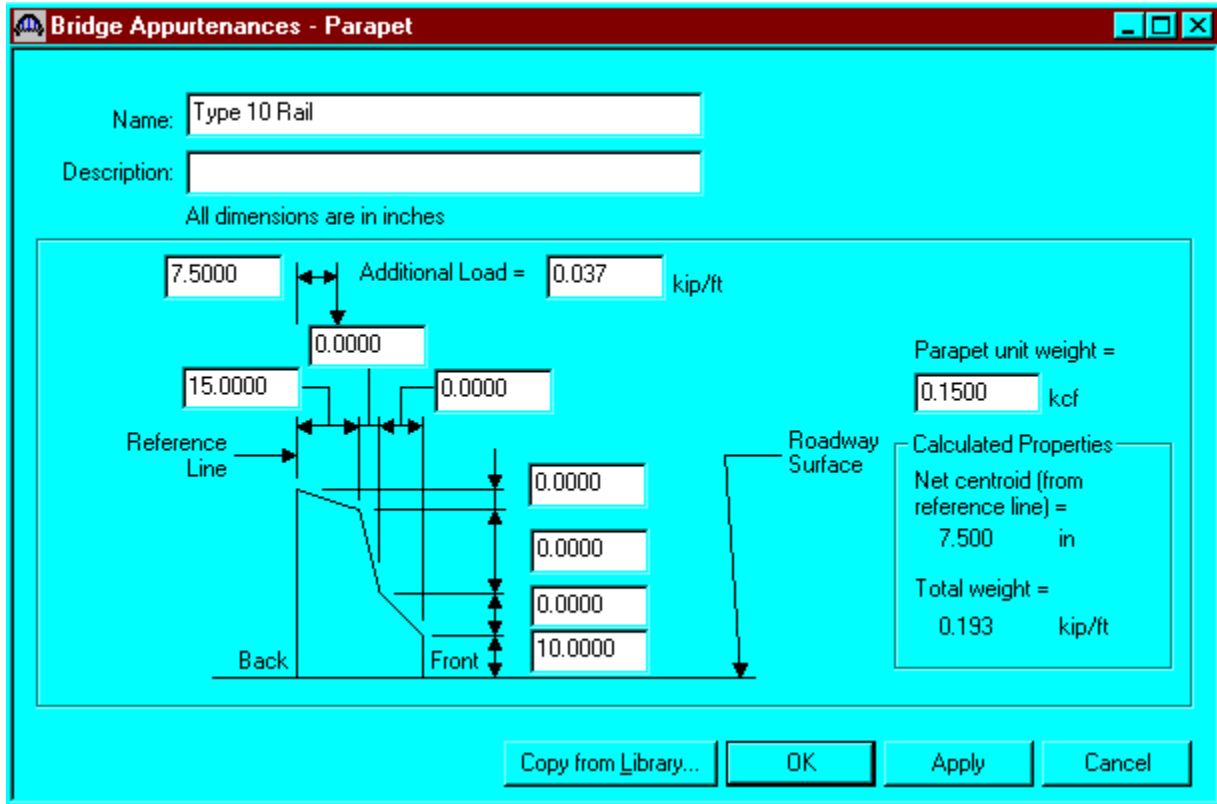 Bridge Appurtenances - Parapet
Name: Type 10 Rail
Description:
All dimensions are in inches
7.5000 Additional Load = 0.037 kip/ft
0.0000
15.0000 0.0000
Parapet unit weight =
0.1500 kcf
Reference
Line
Roadway
Surface
0.0000
0.0000
0.0000
10.0000
Back Front
Calculated Properties
Net centroid (from
reference line) =
7.500 in
Total weight =
0.193 kip/ft
Copy from Library... OK Apply Cancel